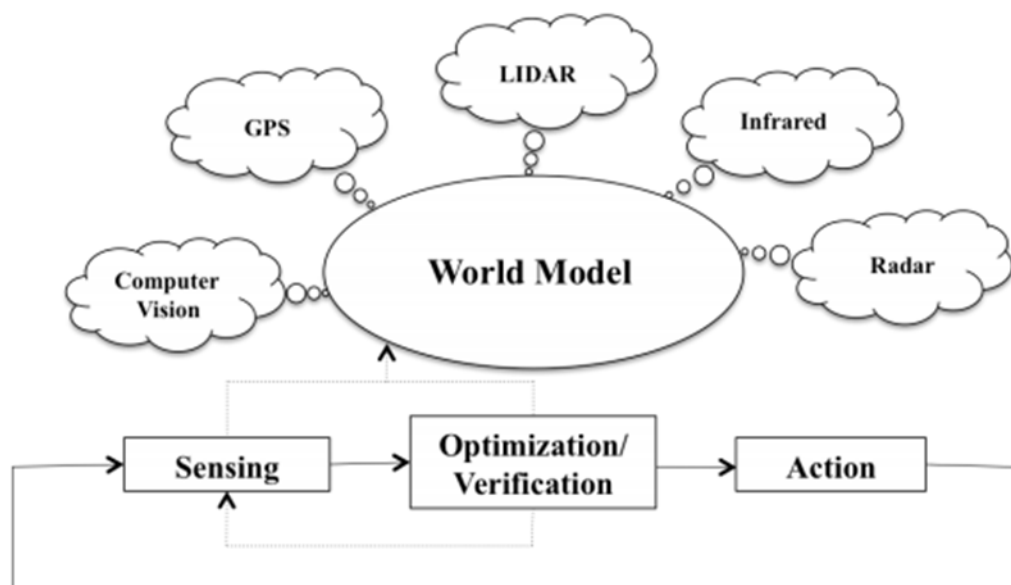 LIDAR
GPS
Infrared
Computer
Vision
World Model
Radar
Sensing
Optimization/
Verification
Action